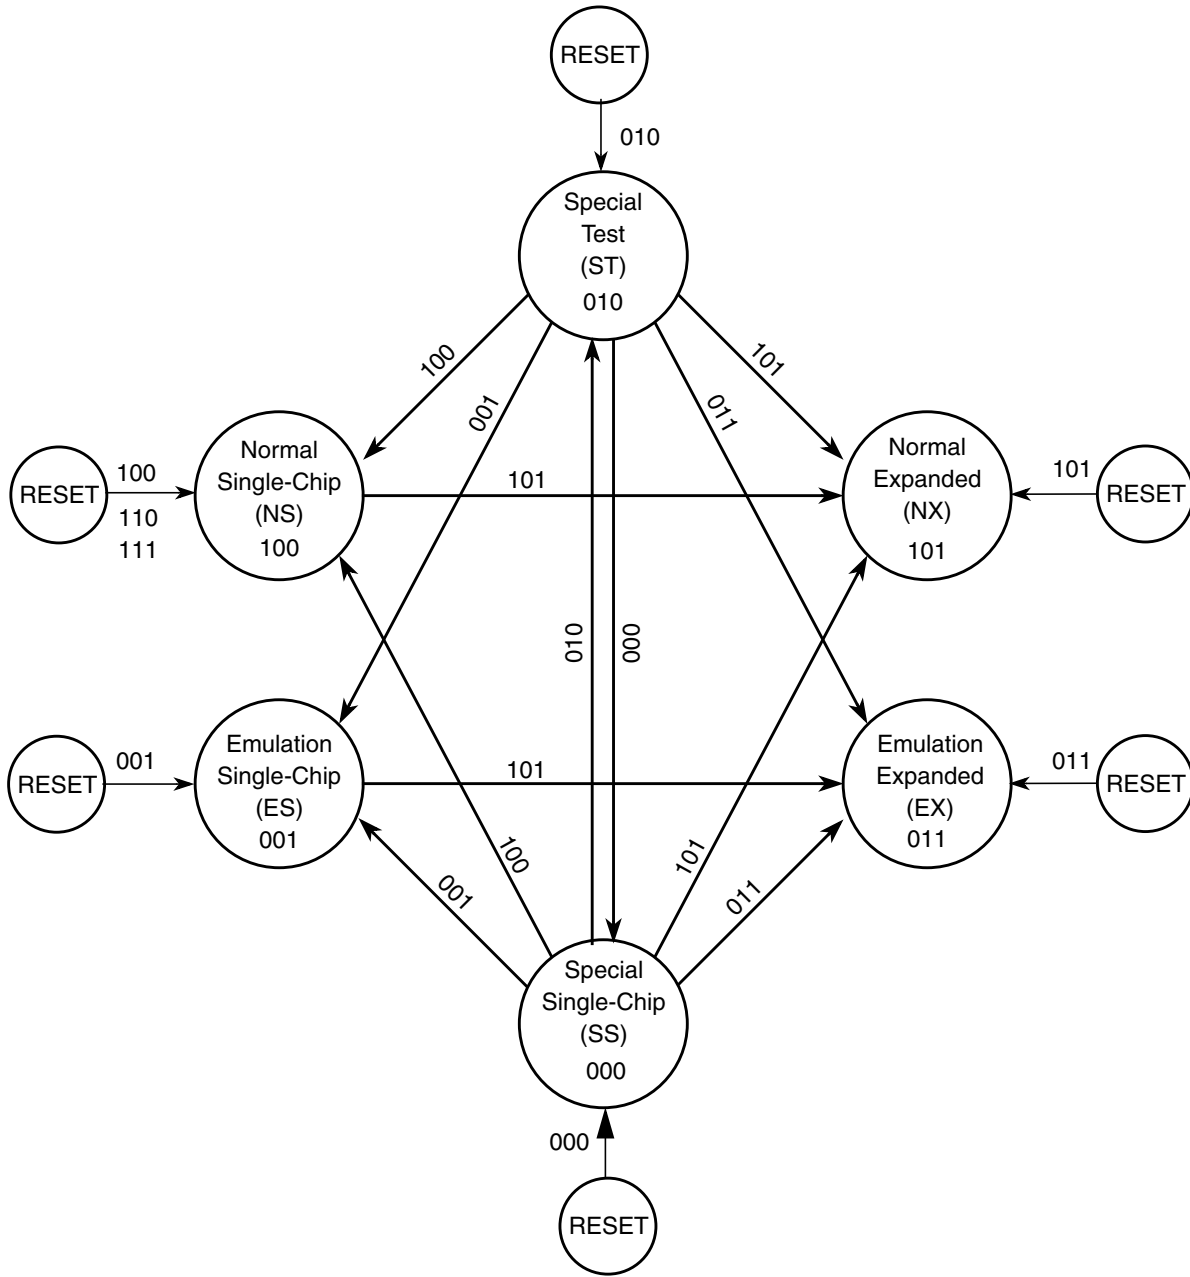 RESET
010
Special
Test
(ST)
010
100
101
001
011
Normal
Single-Chip
(NS)
100
Normal
Expanded
(NX)
101
RESET
100
110
111
101
101
RESET
010
000
Emulation
Single-Chip
(ES)
001
Emulation
Expanded
(EX)
011
RESET
001
101
011
RESET
100
101
001
011
Special
Single-Chip
(SS)
000
000
RESET